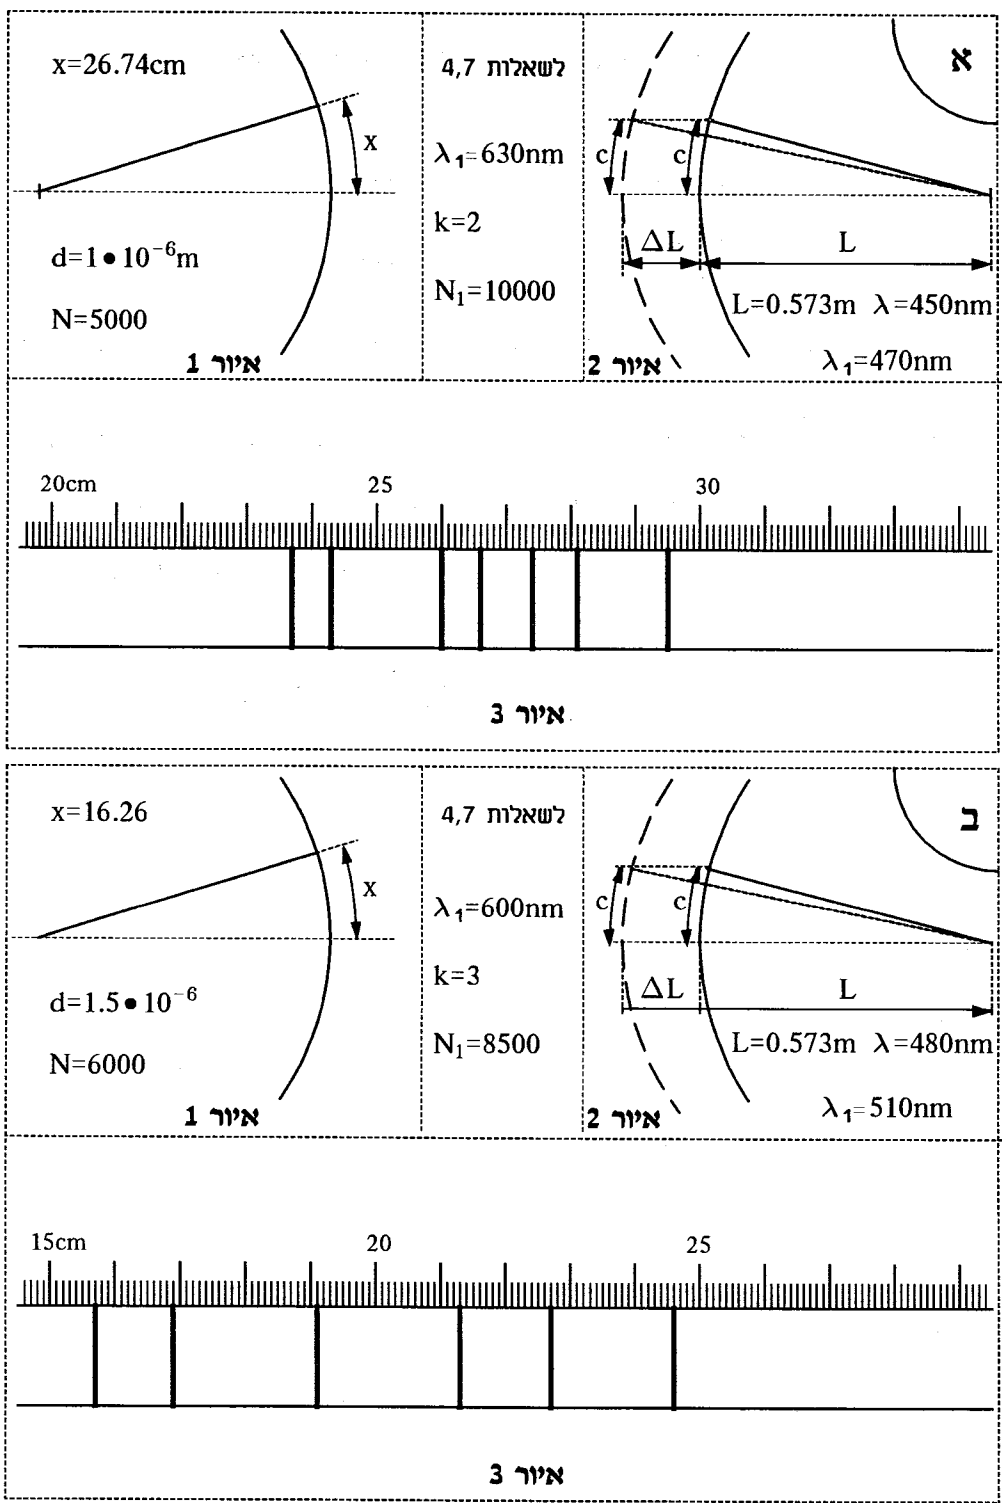 x=26.74cm
x
d=1•10⁻⁶m
N=5000
איור 1
לשאלות 4,7
λ₁=630nm
k=2
N₁=10000
א
c
c
ΔL
L
L=0.573m λ=450nm
איור 2
λ₁=470nm
20cm 25 30
איור 3
x=16.26
x
d=1.5•10⁻⁶
N=6000
איור 1
לשאלות 4,7
λ₁=600nm
k=3
N₁=8500
ב
c
c
ΔL
L
L=0.573m λ=480nm
איור 2
λ₁=510nm
15cm 20 25
איור 3